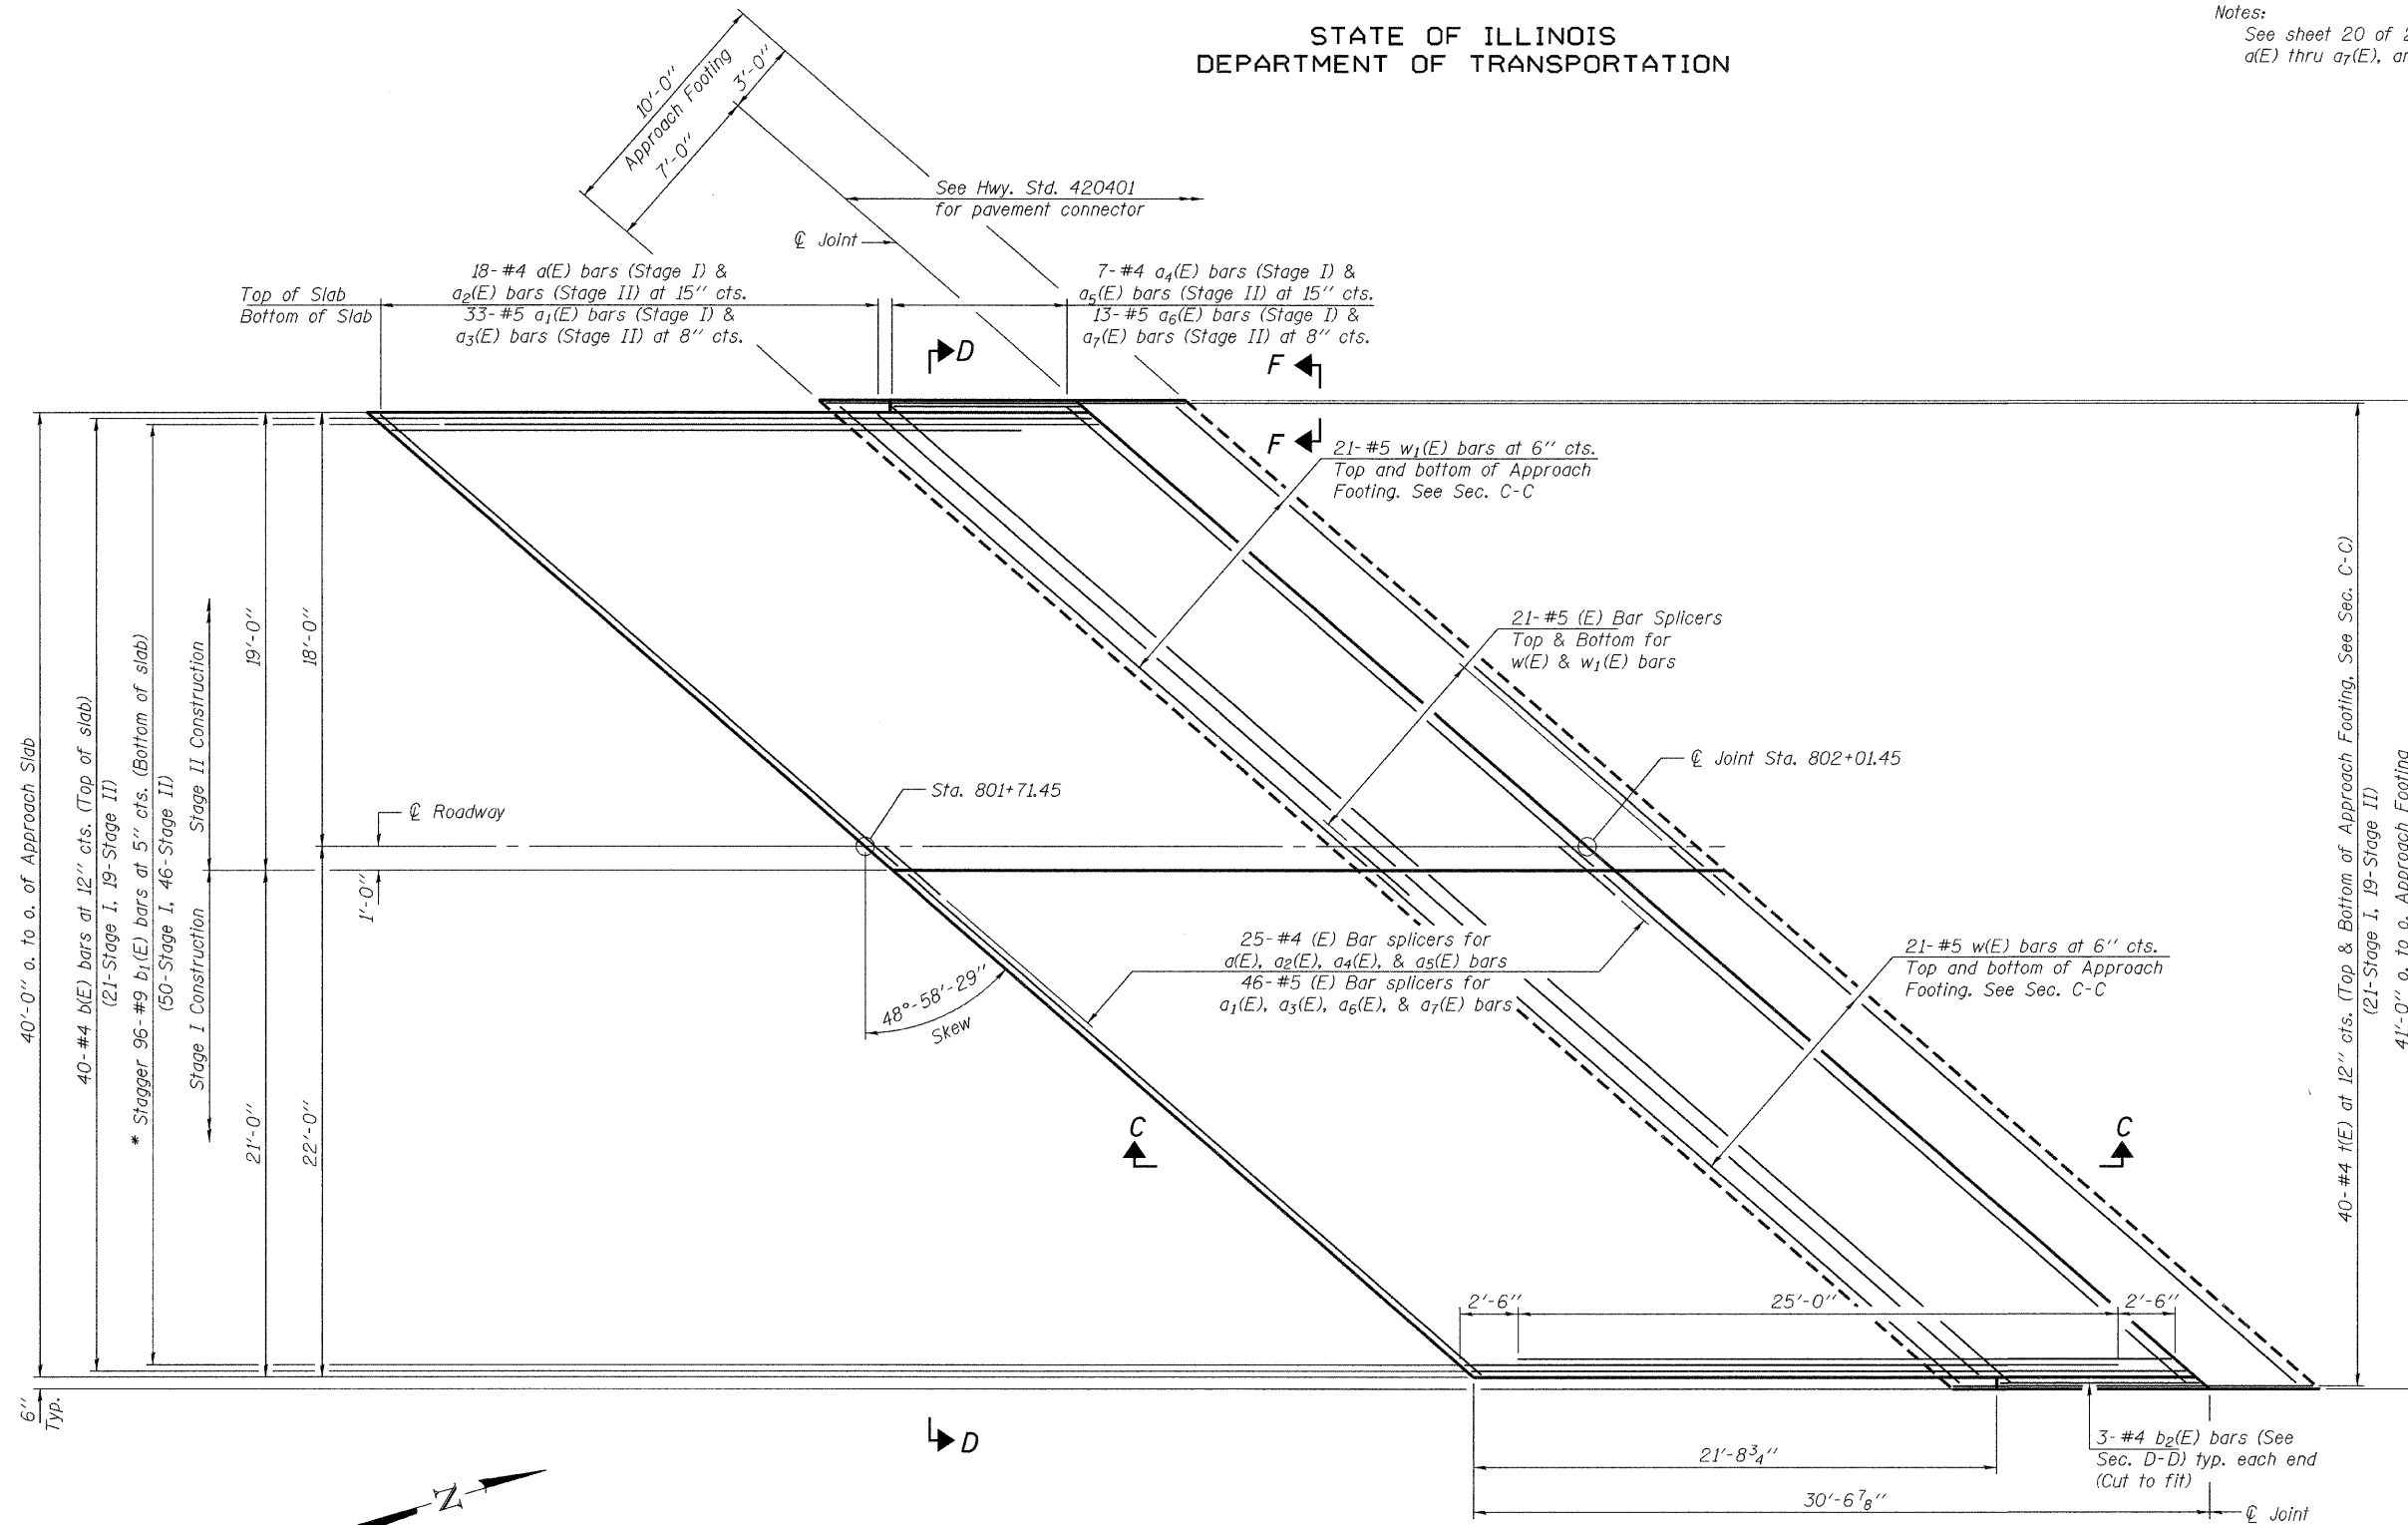 STATE OF ILLINOIS
DEPARTMENT OF TRANSPORTATION
Notes:
See sheet 20 of
a(E) thru a7(E),
10'-0"
Approach Footing
3'-0"
7'-0"
See Hwy. Std. 420401
for pavement connector
℄ Joint
Top of Slab
Bottom of Slab
18-#4 a(E) bars (Stage I) &
a2(E) bars (Stage II) at 15" cts.
33-#5 a1(E) bars (Stage I) &
a3(E) bars (Stage II) at 8" cts.
7-#4 a4(E) bars (Stage I) &
a5(E) bars (Stage II) at 15" cts.
13-#5 a6(E) bars (Stage I) &
a7(E) bars (Stage II) at 8" cts.
D
F
F
21-#5 w1(E) bars at 6" cts.
Top and bottom of Approach
Footing. See Sec. C-C
21-#5 (E) Bar Splicers
Top & Bottom for
w(E) & w1(E) bars
℄ Joint Sta. 802+01.45
Sta. 801+71.45
℄ Roadway
40'-0" o. to o. of Approach Slab
40-#4 b(E) bars at 12" cts. (Top of slab)
(21-Stage I, 19-Stage II)
* Stagger 96-#9 b1(E) bars at 5" cts. (Bottom of slab)
(50-Stage I, 46-Stage II)
Stage II Construction
Stage I Construction
19'-0"
18'-0"
1'-0"
21'-0"
22'-0"
6"
Typ.
48°-58'-29"
Skew
25-#4 (E) Bar splicers for
a(E), a2(E), a4(E), & a5(E) bars
46-#5 (E) Bar splicers for
a1(E), a3(E), a6(E), & a7(E) bars
21-#5 w(E) bars at 6" cts.
Top and bottom of Approach
Footing. See Sec. C-C
C
C
40-#4 t(E) at 12" cts. (Top & Bottom of Approach Footing, See Sec. C-C)
(21-Stage I, 19-Stage II)
41'-0" o. to o. Approach Footing
2'-6"
25'-0"
2'-6"
D
21'-8 3/4"
30'-6 7/8"
3-#4 b2(E) bars (See
Sec. D-D) typ. each end
(Cut to fit)
℄ Joint
N